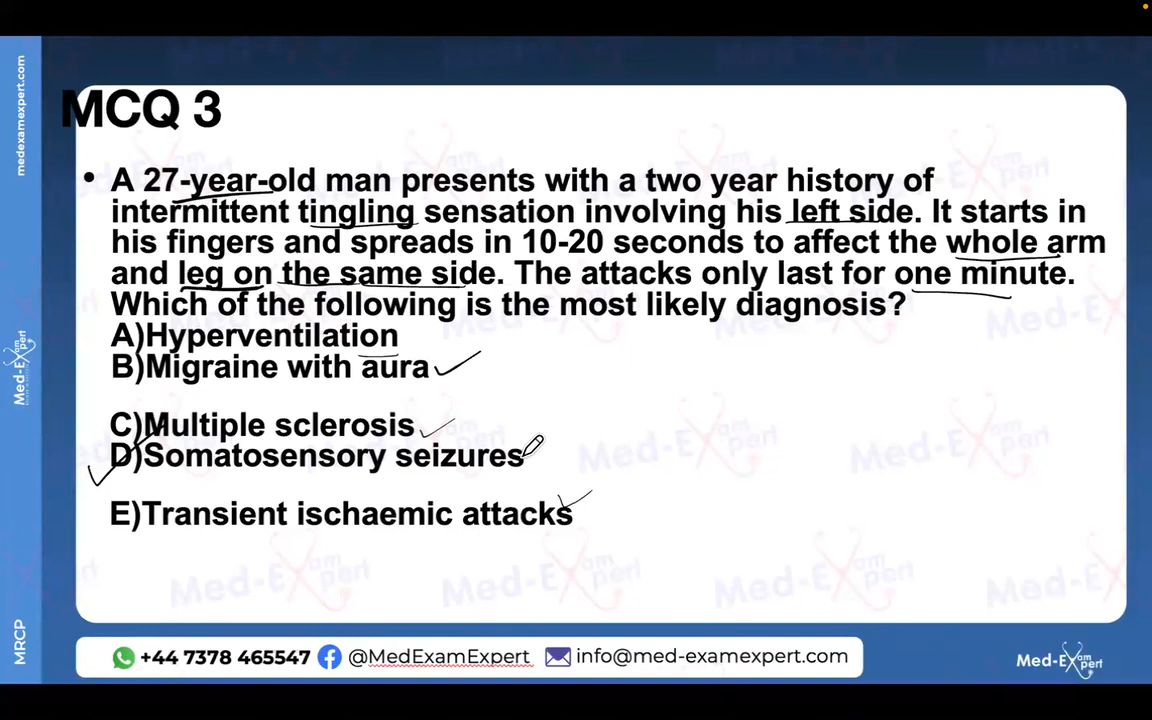 medexamexpert.com
MCQ 3
• A 27-year-old man presents with a two year history of
intermittent tingling sensation involving his left side. It starts in
his fingers and spreads in 10-20 seconds to affect the whole arm
and leg on the same side. The attacks only last for one minute.
Which of the following is the most likely diagnosis?
A)Hyperventilation
B)Migraine with aura
C)Multiple sclerosis
D)Somatosensory seizures
E)Transient ischaemic attacks
Med-Exam Expert
MRCP
+44 7378 465547 @MedExamExpert info@med-examexpert.com
Med-Exam Expert